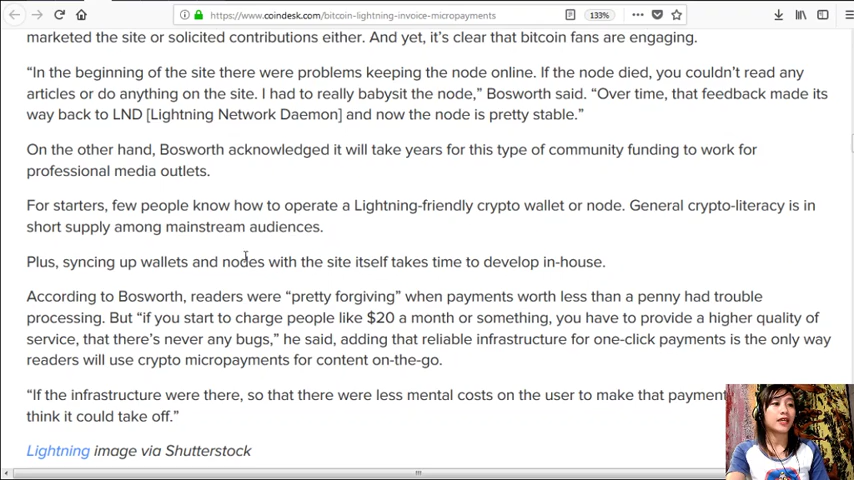 https://www.coindesk.com/bitcoin-lightning-invoice-micropayments
133%
marketed the site or solicited contributions either. And yet, it's clear that bitcoin fans are engaging.
“In the beginning of the site there were problems keeping the node online. If the node died, you couldn't read any
articles or do anything on the site. I had to really babysit the node,” Bosworth said. “Over time, that feedback made its
way back to LND [Lightning Network Daemon] and now the node is pretty stable.”
On the other hand, Bosworth acknowledged it will take years for this type of community funding to work for
professional media outlets.
For starters, few people know how to operate a Lightning-friendly crypto wallet or node. General crypto-literacy is in
short supply among mainstream audiences.
Plus, syncing up wallets and nodes with the site itself takes time to develop in-house.
According to Bosworth, readers were “pretty forgiving” when payments worth less than a penny had trouble
processing. But “if you start to charge people like $20 a month or something, you have to provide a higher quality of
service, that there's never any bugs,” he said, adding that reliable infrastructure for one-click payments is the only way
readers will use crypto micropayments for content on-the-go.
“If the infrastructure were there, so that there were less mental costs on the user to make that payment
think it could take off.”
Lightning image via Shutterstock